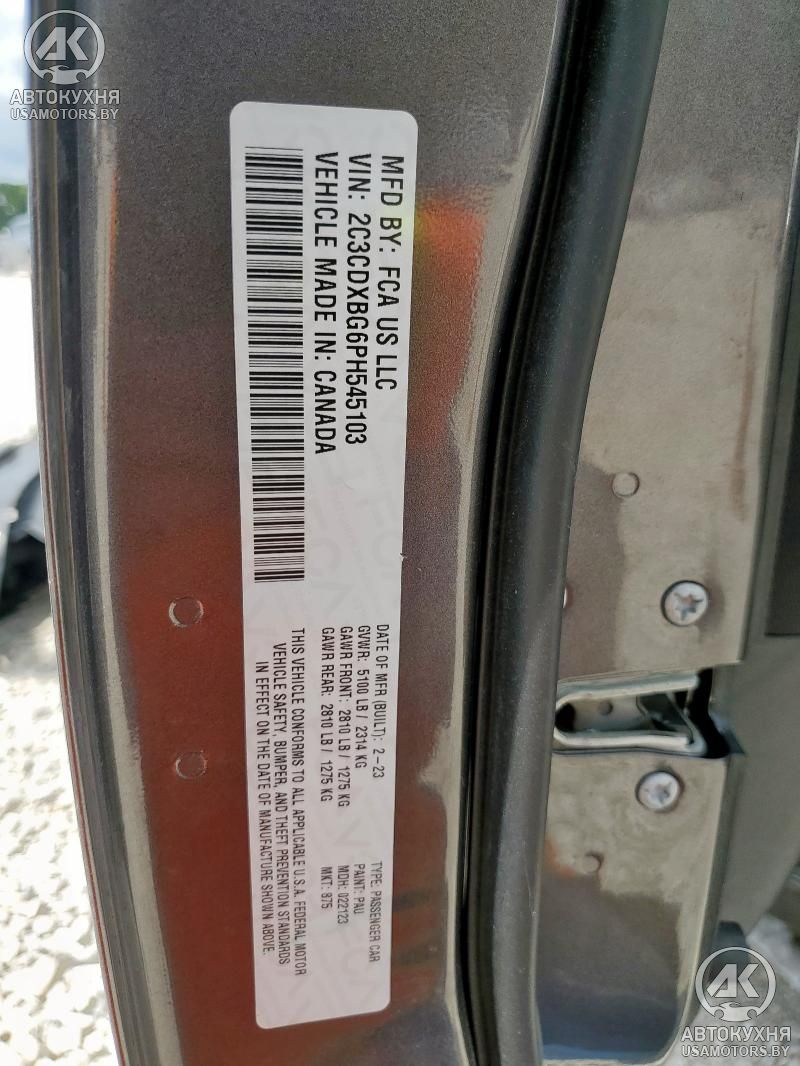 АК
АВТОКУХНЯ
USAMOTORS.BY
MFD BY: FCA US LLC
VIN: 2C3CDXBG6PH545103
VEHICLE MADE IN: CANADA
DATE OF MFR (BUILT): 2-23
GVWR: 5100 LB / 2314 KG
GAWR FRONT: 2810 LB / 1275 KG
GAWR REAR: 2810 LB / 1275 KG
TYPE: PASSENGER CAR
PAINT: PAU
MDH: 022123
MKT: 875
THIS VEHICLE CONFORMS TO ALL APPLICABLE U.S.A. FEDERAL MOTOR
VEHICLE SAFETY, BUMPER, AND THEFT PREVENTION STANDARDS
IN EFFECT ON THE DATE OF MANUFACTURE SHOWN ABOVE.
АК
АВТОКУХНЯ
USAMOTORS.BY